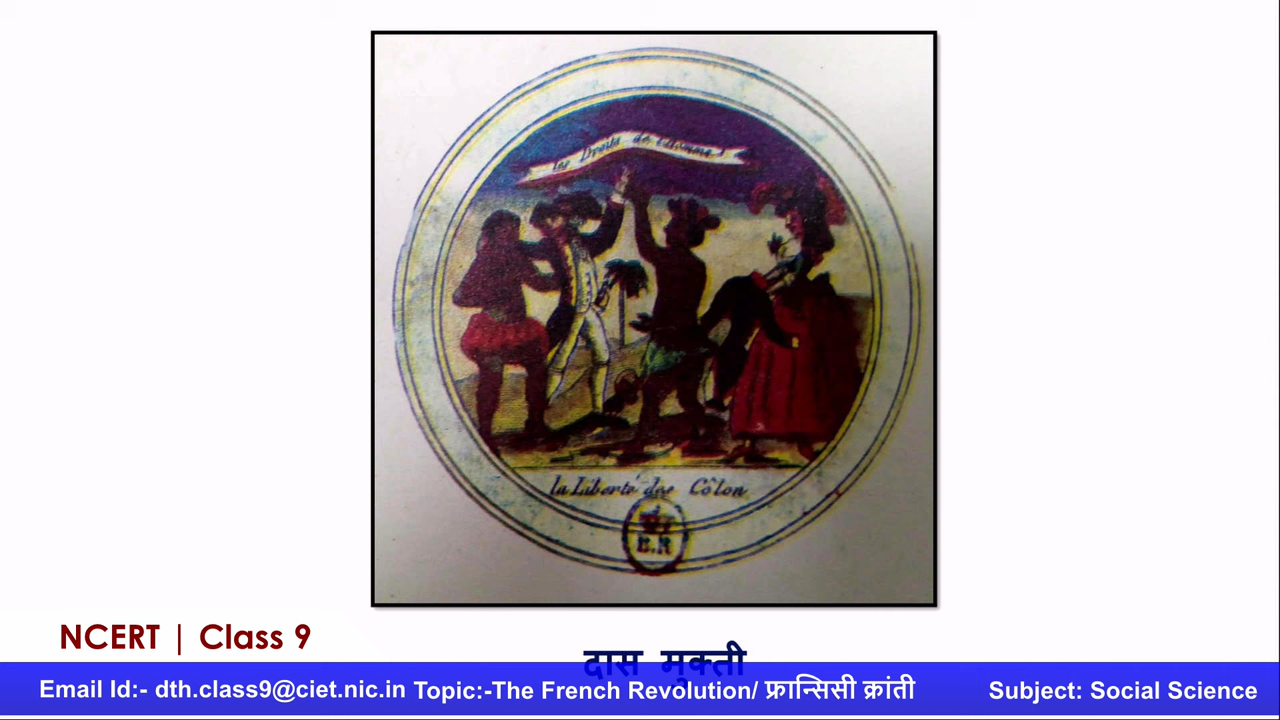 les Droits de l'Homme
la Liberté des Côlon
B.R
NCERT | Class 9
दास मुक्ती
Email Id:- dth.class9@ciet.nic.in Topic:-The French Revolution/ फ्रान्सिसी क्रांती Subject: Social Science